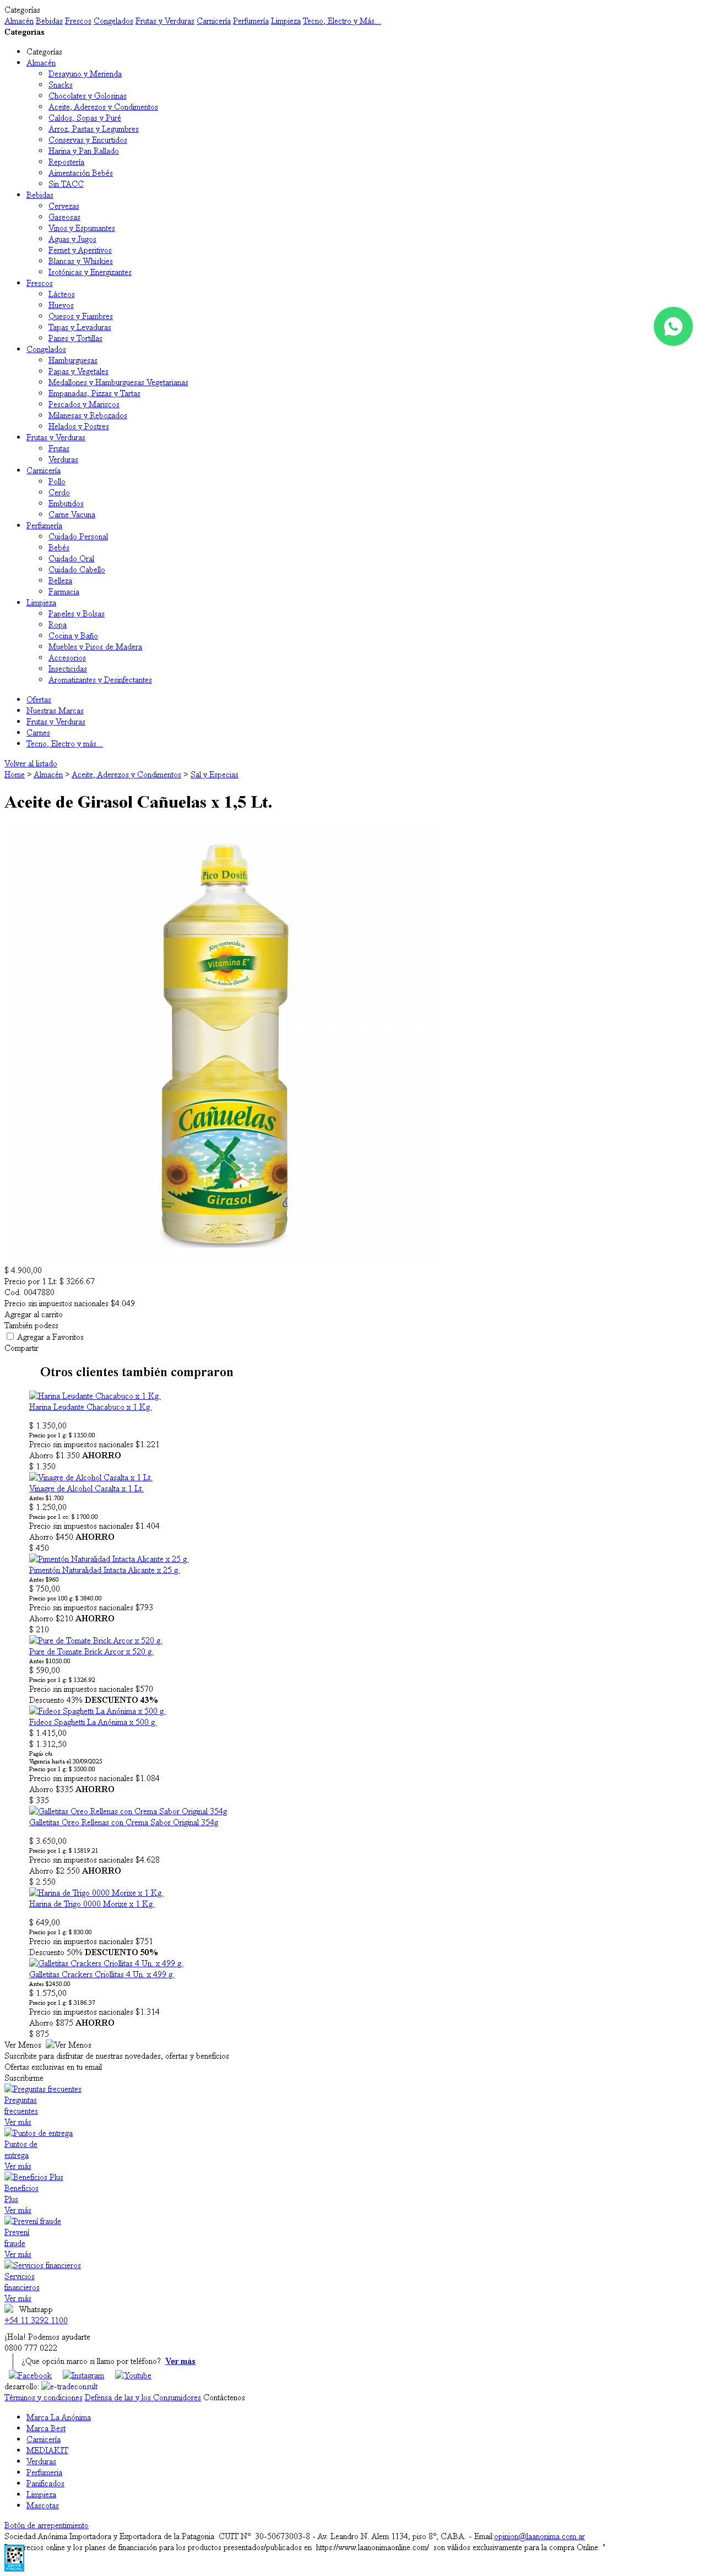 Categorías
Almacén Bebidas Frescos Congelados Frutas y Verduras Carnicería Perfumería Limpieza Tecno, Electro y Más...
Categorías
Categorías
Almacén
Desayuno y Merienda
Snacks
Chocolates y Golosinas
Aceite, Aderezos y Condimentos
Caldos, Sopas y Puré
Arroz, Pastas y Legumbres
Conservas y Encurtidos
Harina y Pan Rallado
Repostería
Aimentación Bebés
Sin TACC
Bebidas
Cervezas
Gaseosas
Vinos y Espumantes
Aguas y Jugos
Fernet y Aperitivos
Blancas y Whiskies
Isotónicas y Energizantes
Frescos
Lácteos
Huevos
Quesos y Fiambres
Tapas y Levaduras
Panes y Tortillas
Congelados
Hamburguesas
Papas y Vegetales
Medallones y Hamburguesas Vegetarianas
Empanadas, Pizzas y Tartas
Pescados y Mariscos
Milanesas y Rebozados
Helados y Postres
Frutas y Verduras
Frutas
Verduras
Carnicería
Pollo
Cerdo
Embutidos
Carne Vacuna
Perfumería
Cuidado Personal
Bebés
Cuidado Oral
Cuidado Cabello
Belleza
Farmacia
Limpieza
Papeles y Bolsas
Ropa
Cocina y Baño
Muebles y Pisos de Madera
Accesorios
Insecticidas
Aromatizantes y Desinfectantes
Ofertas
Nuestras Marcas
Frutas y Verduras
Carnes
Tecno, Electro y más...
Volver al listado
Home > Almacén > Aceite, Aderezos y Condimentos > Sal y Especias
Aceite de Girasol Cañuelas x 1,5 Lt.
Pico Dosifi
Alto contenido de
Vitamina E*
Cañuelas
Girasol
$ 4.900,00
Precio por 1 Lt: $ 3266.67
Cod. 0047880
Precio sin impuestos nacionales $4.049
Agregar al carrito
También podess
Agregar a Favoritos
Compartir
Otros clientes también compraron
Harina Leudante Chacabuco x 1 Kg.
Harina Leudante Chacabuco x 1 Kg.
$ 1.350,00
Precio por 1 g: $ 1350.00
Precio sin impuestos nacionales $1.221
Ahorro $1.350 AHORRO
$ 1.350
Vinagre de Alcohol Casalta x 1 Lt.
Vinagre de Alcohol Casalta x 1 Lt.
Antes $1.700
$ 1.250,00
Precio por 1 cc: $ 1700.00
Precio sin impuestos nacionales $1.404
Ahorro $450 AHORRO
$ 450
Pimentón Naturalidad Intacta Alicante x 25 g.
Pimentón Naturalidad Intacta Alicante x 25 g.
Antes $960
$ 750,00
Precio por 100 g: $ 3840.00
Precio sin impuestos nacionales $793
Ahorro $210 AHORRO
$ 210
Pure de Tomate Brick Arcor x 520 g.
Pure de Tomate Brick Arcor x 520 g.
Antes $1050.00
$ 590,00
Precio por 1 g: $ 1326.92
Precio sin impuestos nacionales $570
Descuento 43% DESCUENTO 43%
Fideos Spaghetti La Anónima x 500 g.
Fideos Spaghetti La Anónima x 500 g.
$ 1.415,00
$ 1.312,50
Pagás c/u
Vigencia hasta el 30/09/2025
Precio por 1 g: $ 3500.00
Precio sin impuestos nacionales $1.084
Ahorro $335 AHORRO
$ 335
Galletitas Oreo Rellenas con Crema Sabor Original 354g
Galletitas Oreo Rellenas con Crema Sabor Original 354g
$ 3.650,00
Precio por 1 g: $ 15819.21
Precio sin impuestos nacionales $4.628
Ahorro $2.550 AHORRO
$ 2.550
Harina de Trigo 0000 Morixe x 1 Kg.
Harina de Trigo 0000 Morixe x 1 Kg.
$ 649,00
Precio por 1 g: $ 830.00
Precio sin impuestos nacionales $751
Descuento 50% DESCUENTO 50%
Galletitas Crackers Criollitas 4 Un. x 499 g.
Galletitas Crackers Criollitas 4 Un. x 499 g.
Antes $2450.00
$ 1.575,00
Precio por 1 g: $ 3186.37
Precio sin impuestos nacionales $1.314
Ahorro $875 AHORRO
$ 875
Ver Menos Ver Menos
Suscribite para disfrutar de nuestras novedades, ofertas y beneficios
Ofertas exclusivas en tu email
Suscribirme
Preguntas frecuentes
Preguntas
frecuentes
Ver más
Puntos de entrega
Puntos de
entrega
Ver más
Beneficios Plus
Beneficios
Plus
Ver más
Prevení fraude
Prevení
fraude
Ver más
Servicios financieros
Servicios
financieros
Ver más
Whatsapp
+54 11 3292 1100
¡Hola! Podemos ayudarte
0800 777 0222
¿Que opción marco si llamo por teléfono? Ver más
Facebook Instagram Youtube
desarrollo: e-tradeconsult
Términos y condiciones Defensa de las y los Consumidores Contáctenos
Marca La Anónima
Marca Best
Carnicería
MEDIAKIT
Verduras
Perfumeria
Panificados
Limpieza
Mascotas
Botón de arrepentimiento
Sociedad Anónima Importadora y Exportadora de la Patagonia CUIT Nº 30-50673003-8 - Av. Leandro N. Alem 1134, piso 8º, CABA. - Email:opinion@laanonima.com.ar
recios online y los planes de financiación para los productos presentados/publicados en https://www.laanonimaonline.com/ son válidos exclusivamente para la compra Online. "